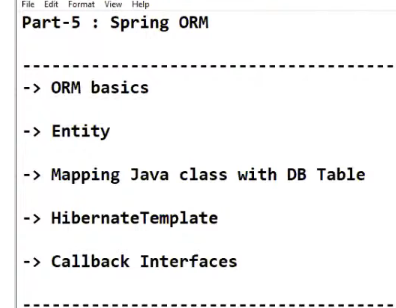 File Edit Format View Help
Part-5 : Spring ORM
---------------------------------------
-> ORM basics
-> Entity
-> Mapping Java class with DB Table
-> HibernateTemplate
-> Callback Interfaces
---------------------------------------